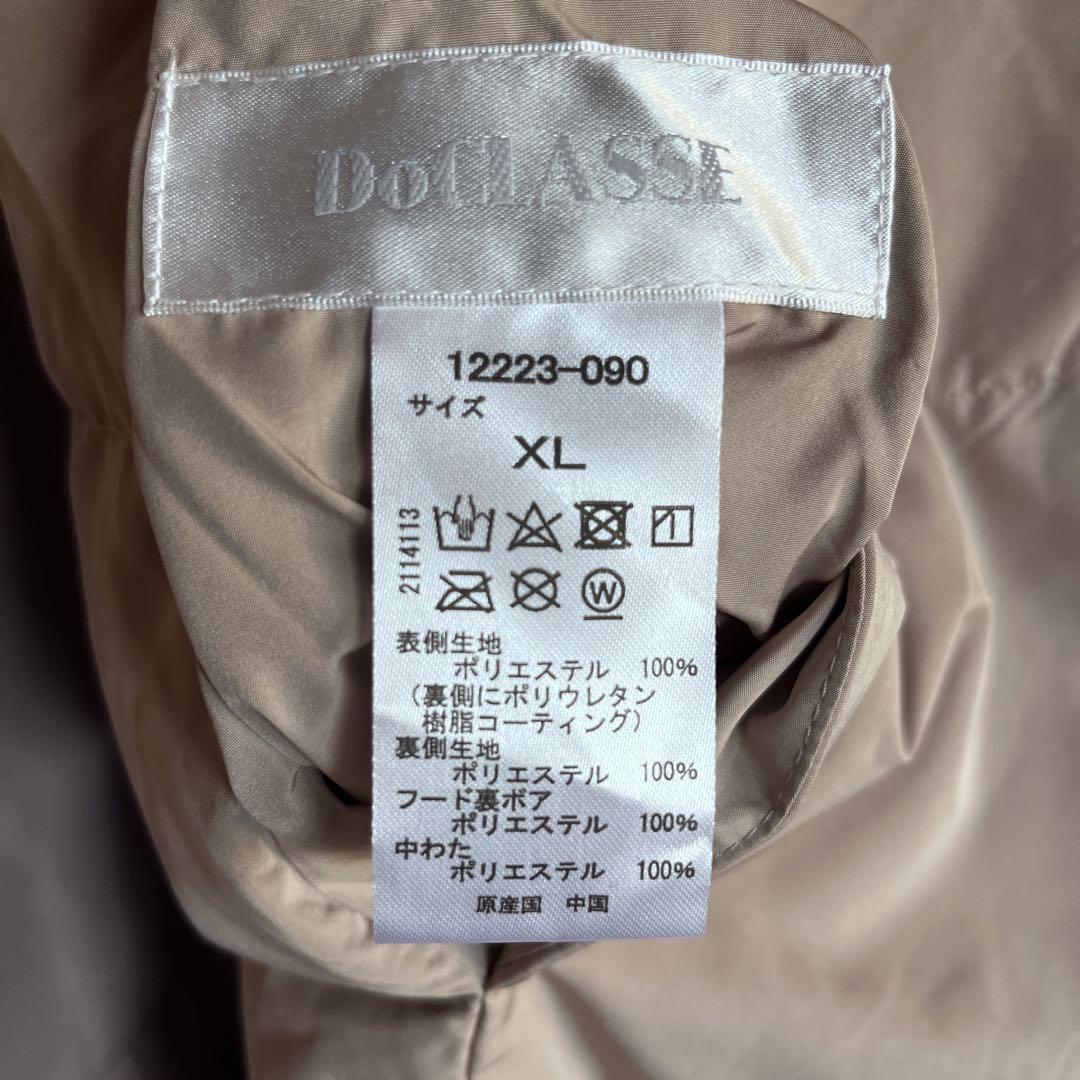 DoCLASSE
12223-090
サイズ
XL
2114113
W
表側生地
ポリエステル 100%
(裏側にポリウレタン
樹脂コーティング)
裏側生地
ポリエステル 100%
フード裏ボア
ポリエステル 100%
中わた
ポリエステル 100%
原産国 中国